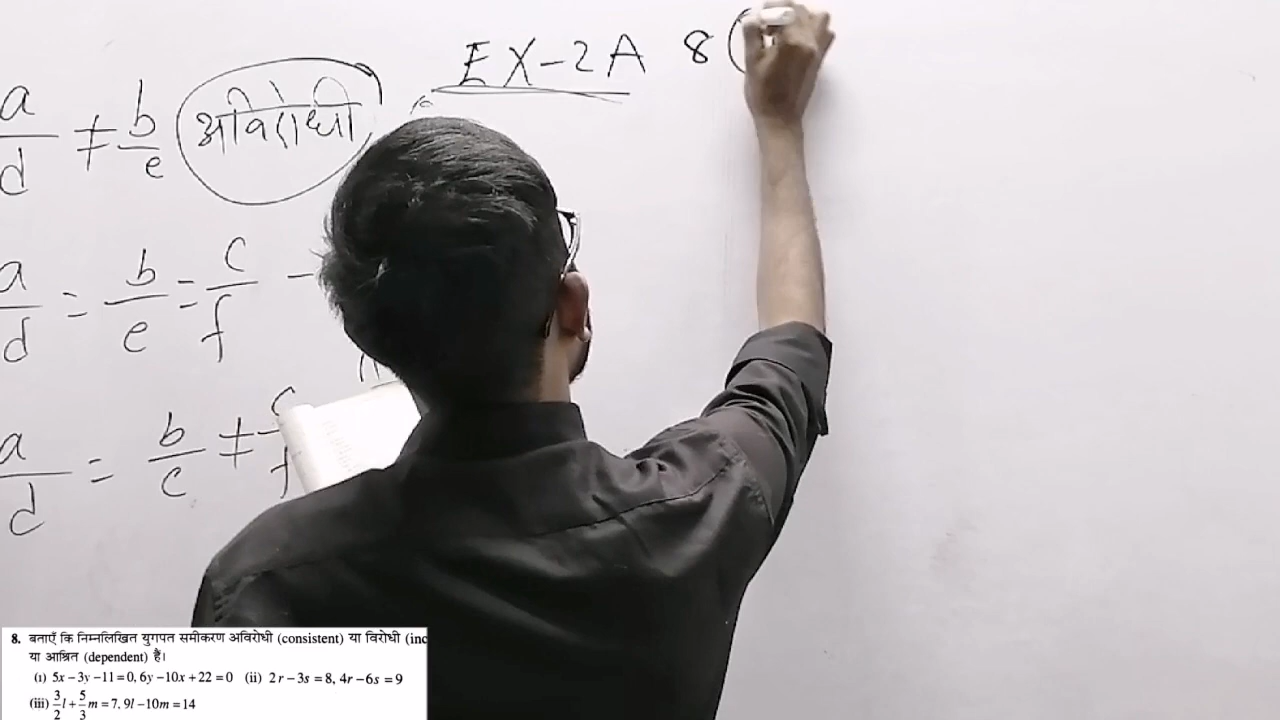 EX-2A 8 (
a/d ≠ b/e अविरोधी
a/d = b/e = c/f -
a/d = b/c ≠ c/f
8. बताएँ कि निम्नलिखित युगपत समीकरण अविरोधी (consistent) या विरोधी (inc
या आश्रित (dependent) हैं।
(i) 5x – 3y – 11 = 0, 6y – 10x + 22 = 0 (ii) 2r – 3s = 8, 4r – 6s = 9
(iii) 3/2 l + 5/3 m = 7, 9l – 10m = 14